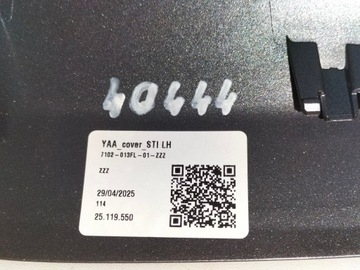 40444
YAA_cover_STI LH
7102-013FL-01-ZZZ
ZZZ
29/04/2025
114
25.119.550